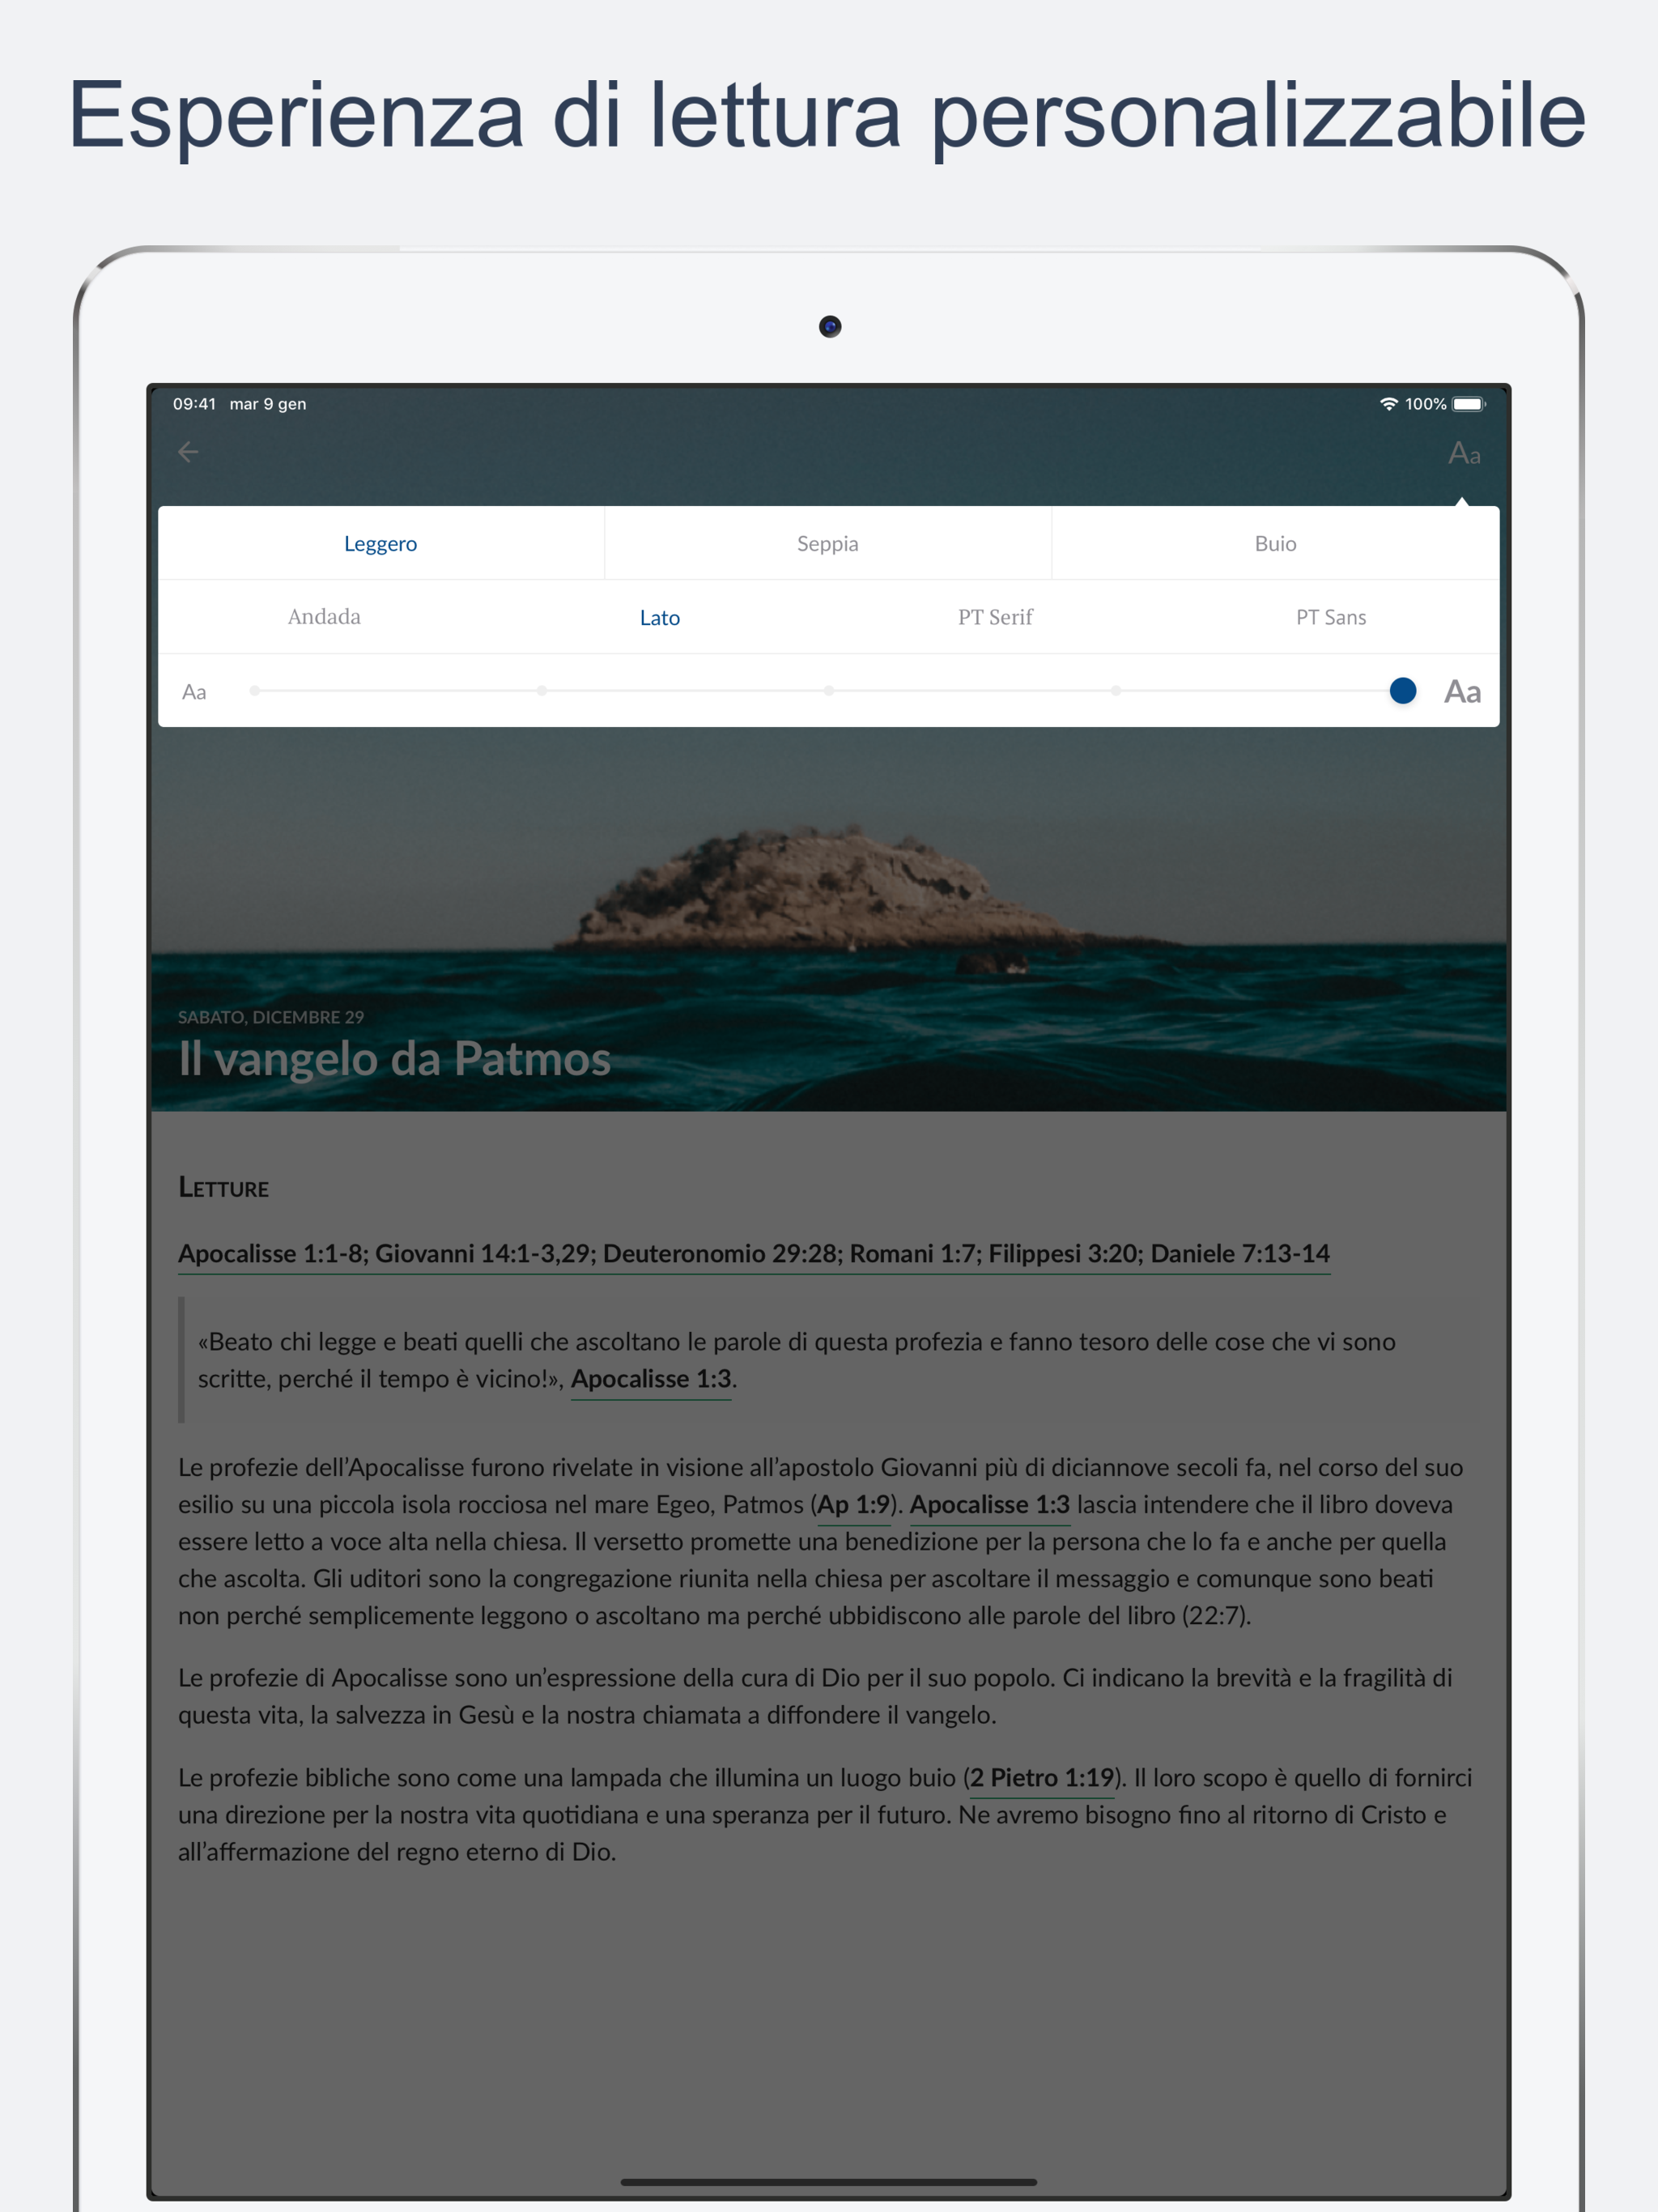 Esperienza di lettura personalizzabile
09:41 mar 9 gen 100%
Aa
Leggero Seppia Buio
Andada Lato PT Serif PT Sans
Aa Aa
SABATO, DICEMBRE 29
Il vangelo da Patmos
LETTURE
Apocalisse 1:1-8; Giovanni 14:1-3,29; Deuteronomio 29:28; Romani 1:7; Filippesi 3:20; Daniele 7:13-14
«Beato chi legge e beati quelli che ascoltano le parole di questa profezia e fanno tesoro delle cose che vi sono
scritte, perché il tempo è vicino!», Apocalisse 1:3.
Le profezie dell’Apocalisse furono rivelate in visione all’apostolo Giovanni più di diciannove secoli fa, nel corso del suo
esilio su una piccola isola rocciosa nel mare Egeo, Patmos (Ap 1:9). Apocalisse 1:3 lascia intendere che il libro doveva
essere letto a voce alta nella chiesa. Il versetto promette una benedizione per la persona che lo fa e anche per quella
che ascolta. Gli uditori sono la congregazione riunita nella chiesa per ascoltare il messaggio e comunque sono beati
non perché semplicemente leggono o ascoltano ma perché ubbidiscono alle parole del libro (22:7).
Le profezie di Apocalisse sono un’espressione della cura di Dio per il suo popolo. Ci indicano la brevità e la fragilità di
questa vita, la salvezza in Gesù e la nostra chiamata a diffondere il vangelo.
Le profezie bibliche sono come una lampada che illumina un luogo buio (2 Pietro 1:19). Il loro scopo è quello di fornirci
una direzione per la nostra vita quotidiana e una speranza per il futuro. Ne avremo bisogno fino al ritorno di Cristo e
all’affermazione del regno eterno di Dio.